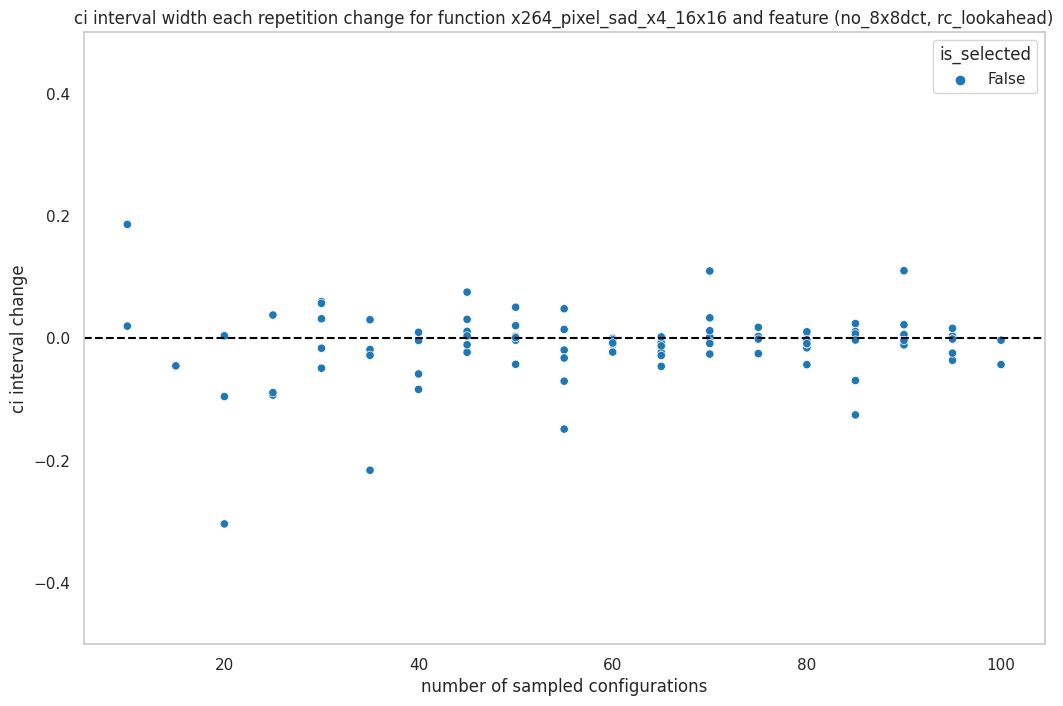 ci interval width each repetition change for function x264_pixel_sad_x4_16x16 and feature (no_8x8dct, rc_lookahead)
is_selected
False
ci interval change
0.4
0.2
0.0
−0.2
−0.4
20
40
60
80
100
number of sampled configurations